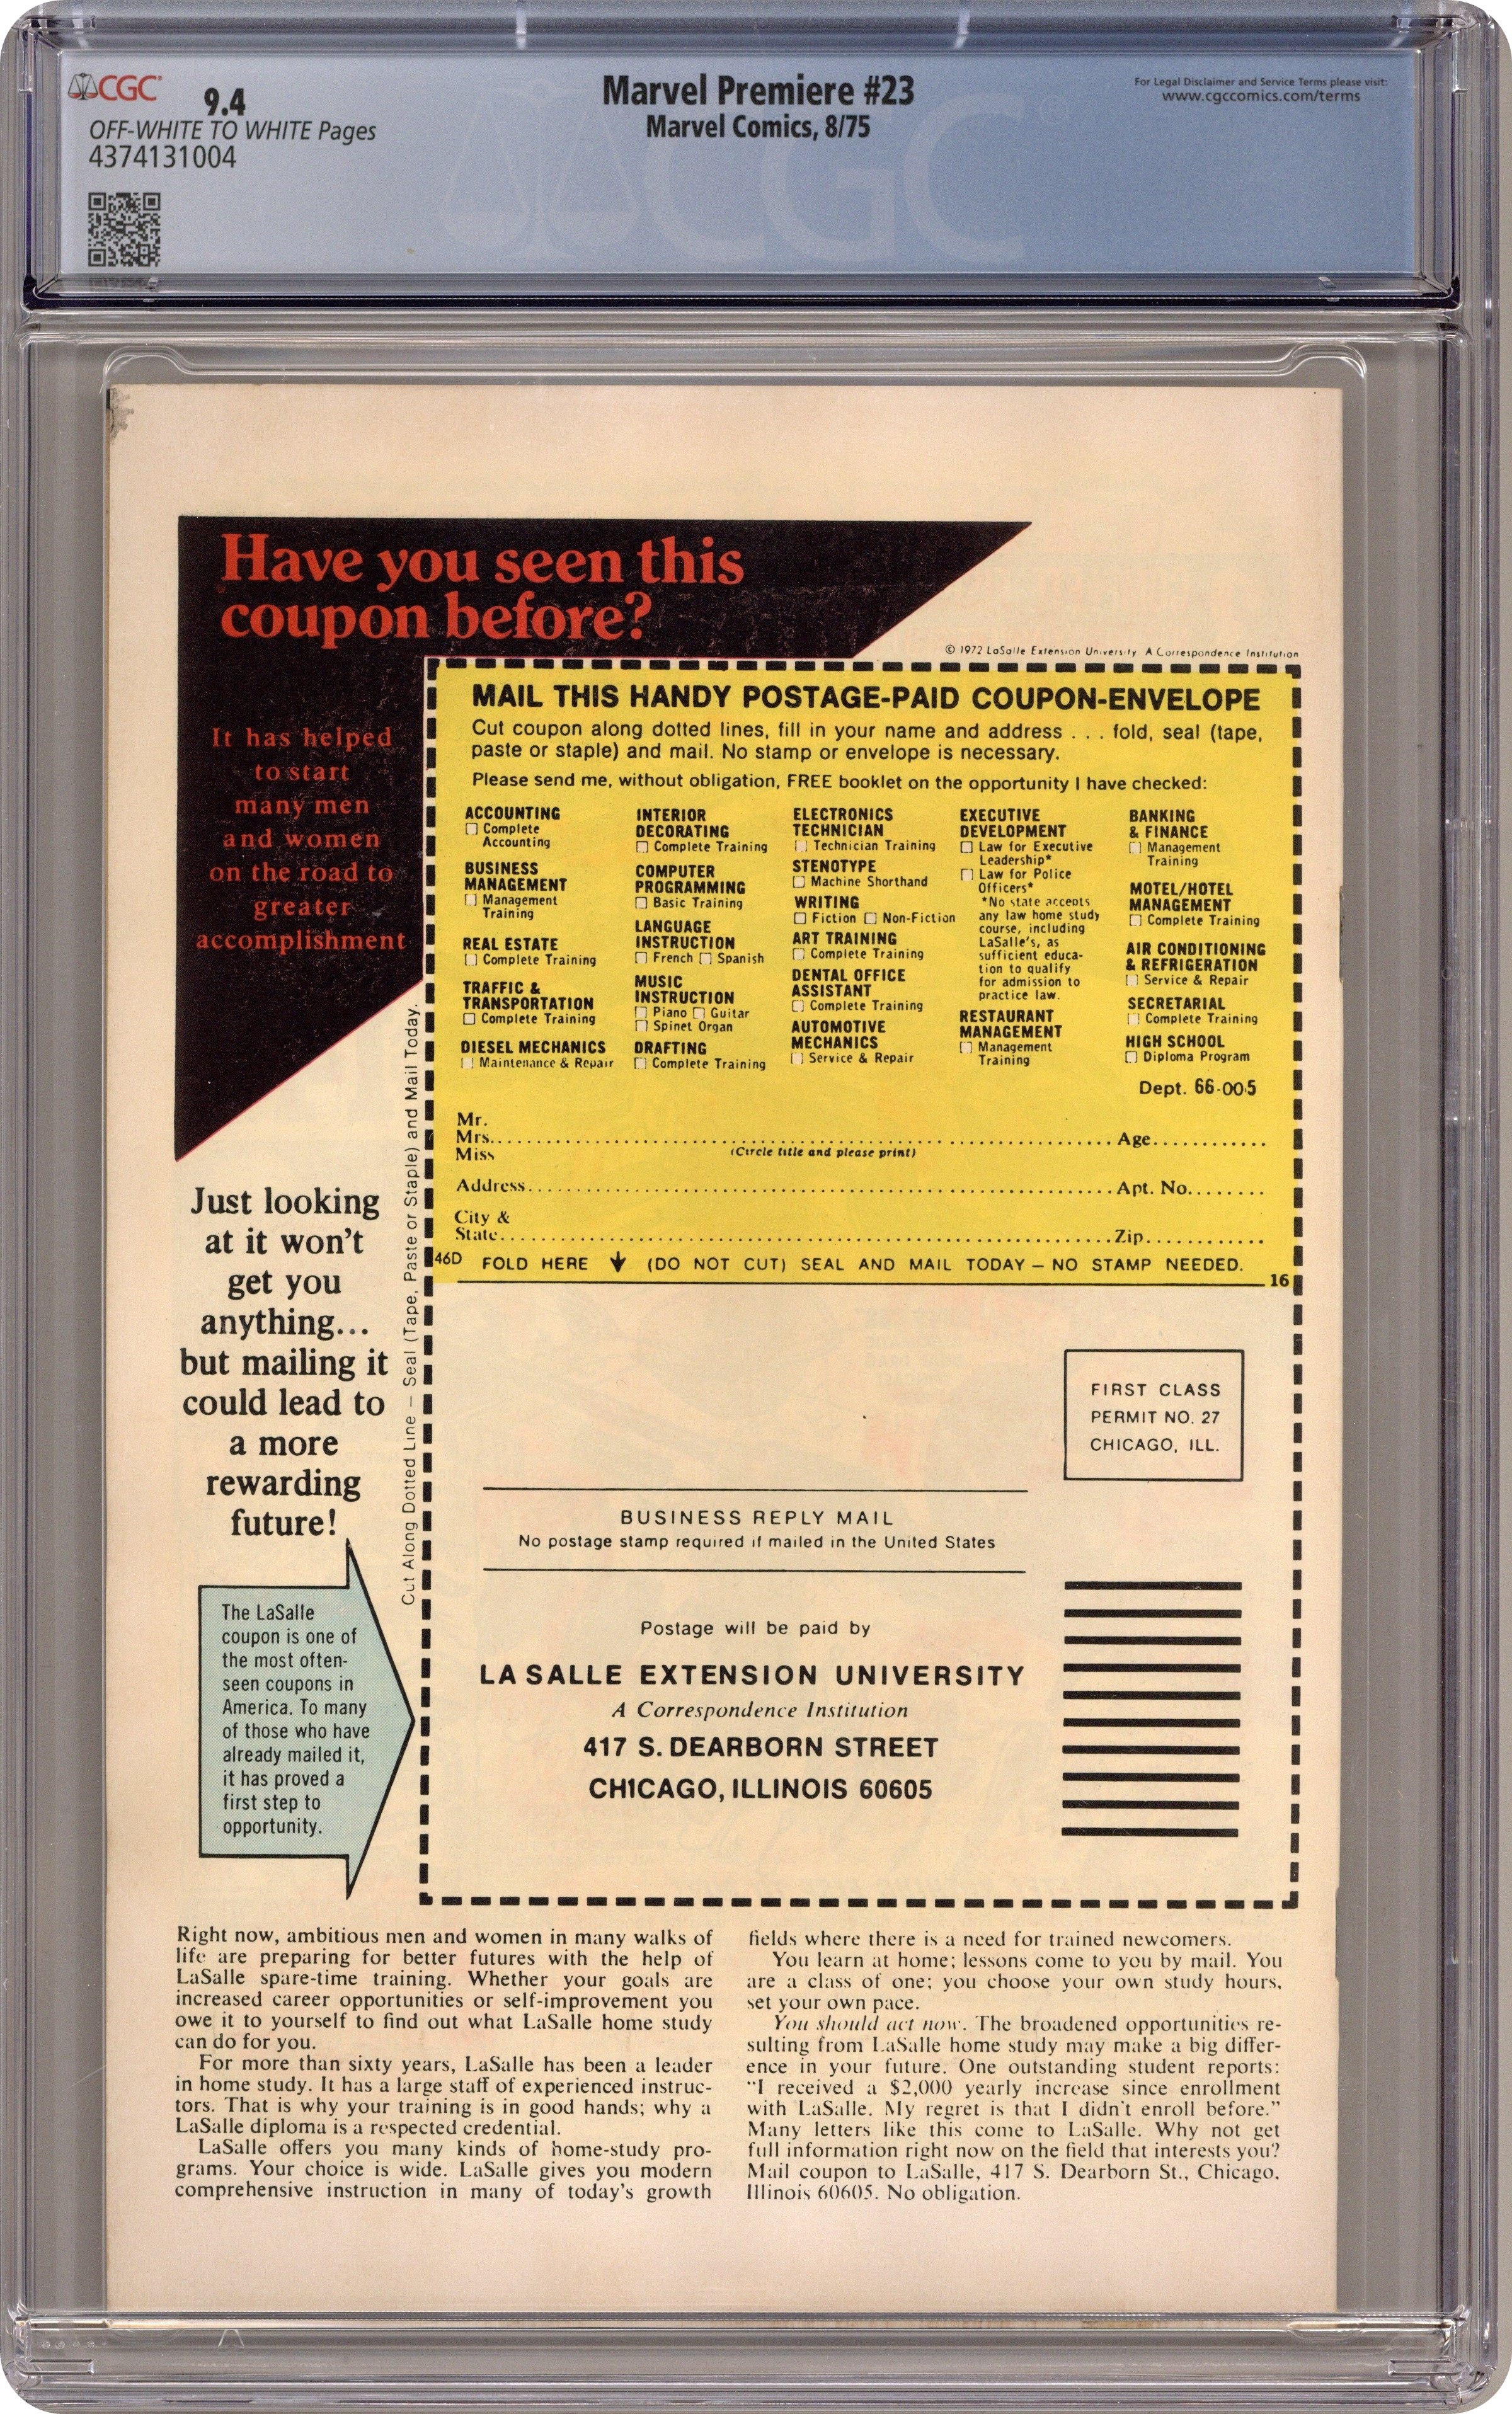 CGC
9.4
OFF-WHITE TO WHITE Pages
4374131004
Marvel Premiere #23
Marvel Comics, 8/75
For Legal Disclaimer and Service Terms please visit:
www.cgccomics.com/terms
CGC
Have you seen this
coupon before?
It has helped
to start
many men
and women
on the road to
greater
accomplishment
© 1972 LaSalle Extension University A Correspondence Institution
MAIL THIS HANDY POSTAGE-PAID COUPON-ENVELOPE
Cut coupon along dotted lines, fill in your name and address . . . fold, seal (tape,
paste or staple) and mail. No stamp or envelope is necessary.
Please send me, without obligation, FREE booklet on the opportunity I have checked:
ACCOUNTING
Complete
Accounting
BUSINESS
MANAGEMENT
Management
Training
REAL ESTATE
Complete Training
TRAFFIC &
TRANSPORTATION
Complete Training
DIESEL MECHANICS
Maintenance & Repair
INTERIOR
DECORATING
Complete Training
COMPUTER
PROGRAMMING
Basic Training
LANGUAGE
INSTRUCTION
French Spanish
MUSIC
INSTRUCTION
Piano Guitar
Spinet Organ
DRAFTING
Complete Training
ELECTRONICS
TECHNICIAN
Technician Training
STENOTYPE
Machine Shorthand
WRITING
Fiction Non-Fiction
ART TRAINING
Complete Training
DENTAL OFFICE
ASSISTANT
Complete Training
AUTOMOTIVE
MECHANICS
Service & Repair
EXECUTIVE
DEVELOPMENT
Law for Executive
Leadership*
Law for Police
Officers*
*No state accepts
any law home study
course, including
LaSalle's, as
sufficient educa-
tion to qualify
for admission to
practice law.
RESTAURANT
MANAGEMENT
Management
Training
BANKING
& FINANCE
Management
Training
MOTEL/HOTEL
MANAGEMENT
Complete Training
AIR CONDITIONING
& REFRIGERATION
Service & Repair
SECRETARIAL
Complete Training
HIGH SCHOOL
Diploma Program
Dept. 66-005
Mr.
Mrs. Age
Miss (Circle title and please print)
Address Apt. No.
City &
State Zip
46D FOLD HERE (DO NOT CUT) SEAL AND MAIL TODAY – NO STAMP NEEDED.
16
Cut Along Dotted Line – Seal (Tape, Paste or Staple) and Mail Today.
Just looking
at it won't
get you
anything...
but mailing it
could lead to
a more
rewarding
future!
The LaSalle
coupon is one of
the most often-
seen coupons in
America. To many
of those who have
already mailed it,
it has proved a
first step to
opportunity.
FIRST CLASS
PERMIT NO. 27
CHICAGO, ILL.
BUSINESS REPLY MAIL
No postage stamp required if mailed in the United States
Postage will be paid by
LA SALLE EXTENSION UNIVERSITY
A Correspondence Institution
417 S. DEARBORN STREET
CHICAGO, ILLINOIS 60605
Right now, ambitious men and women in many walks of
life are preparing for better futures with the help of
LaSalle spare-time training. Whether your goals are
increased career opportunities or self-improvement you
owe it to yourself to find out what LaSalle home study
can do for you.
For more than sixty years, LaSalle has been a leader
in home study. It has a large staff of experienced instruc-
tors. That is why your training is in good hands; why a
LaSalle diploma is a respected credential.
LaSalle offers you many kinds of home-study pro-
grams. Your choice is wide. LaSalle gives you modern
comprehensive instruction in many of today's growth
fields where there is a need for trained newcomers.
You learn at home; lessons come to you by mail. You
are a class of one; you choose your own study hours,
set your own pace.
You should act now. The broadened opportunities re-
sulting from LaSalle home study may make a big differ-
ence in your future. One outstanding student reports:
"I received a $2,000 yearly increase since enrollment
with LaSalle. My regret is that I didn't enroll before."
Many letters like this come to LaSalle. Why not get
full information right now on the field that interests you?
Mail coupon to LaSalle, 417 S. Dearborn St., Chicago,
Illinois 60605. No obligation.